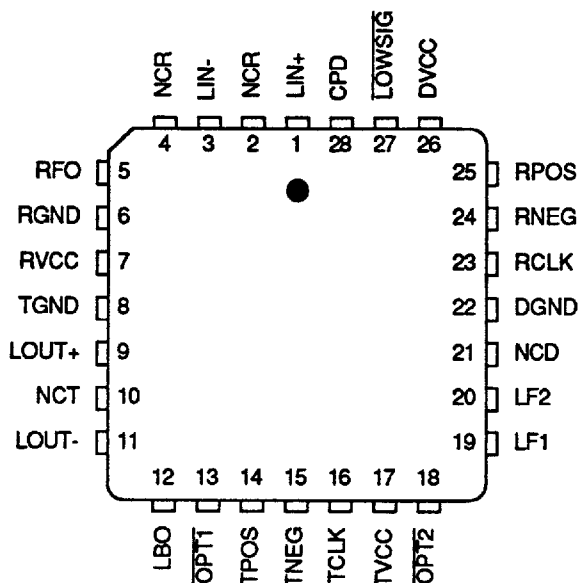 NCR LIN- NCR LIN+ CPD LOWSIG DVCC
4 3 2 1 28 27 26
RFO 5 25 RPOS
RGND 6 24 RNEG
RVCC 7 23 RCLK
TGND 8 22 DGND
LOUT+ 9 21 NCD
NCT 10 20 LF2
LOUT- 11 19 LF1
12 13 14 15 16 17 18
LBO OPT1 TPOS TNEG TCLK TVCC OPT2